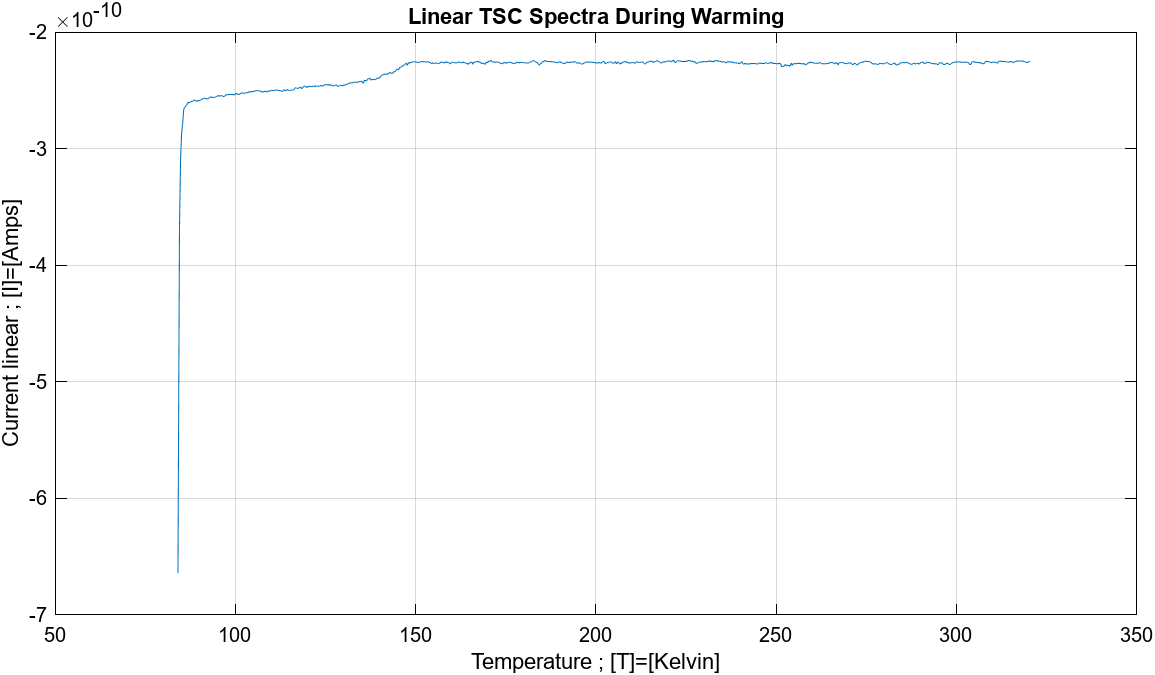 Linear TSC Spectra During Warming
×10-10
-2
-3
-4
-5
-6
-7
Current linear ; [I]=[Amps]
50 100 150 200 250 300 350
Temperature ; [T]=[Kelvin]